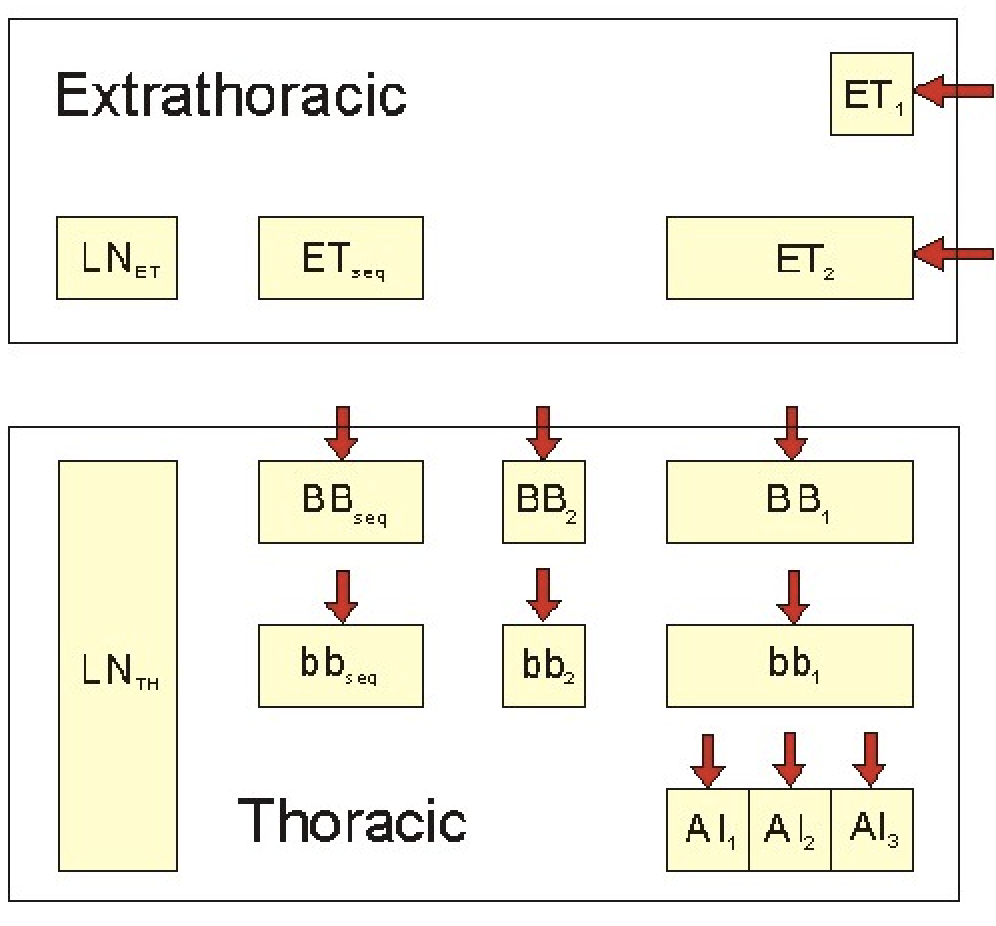 Extrathoracic
ET1
LNET
ETseq
ET2
BBseq
BB2
BB1
LNTH
bbseq
bb2
bb1
Thoracic
AI1
AI2
AI3